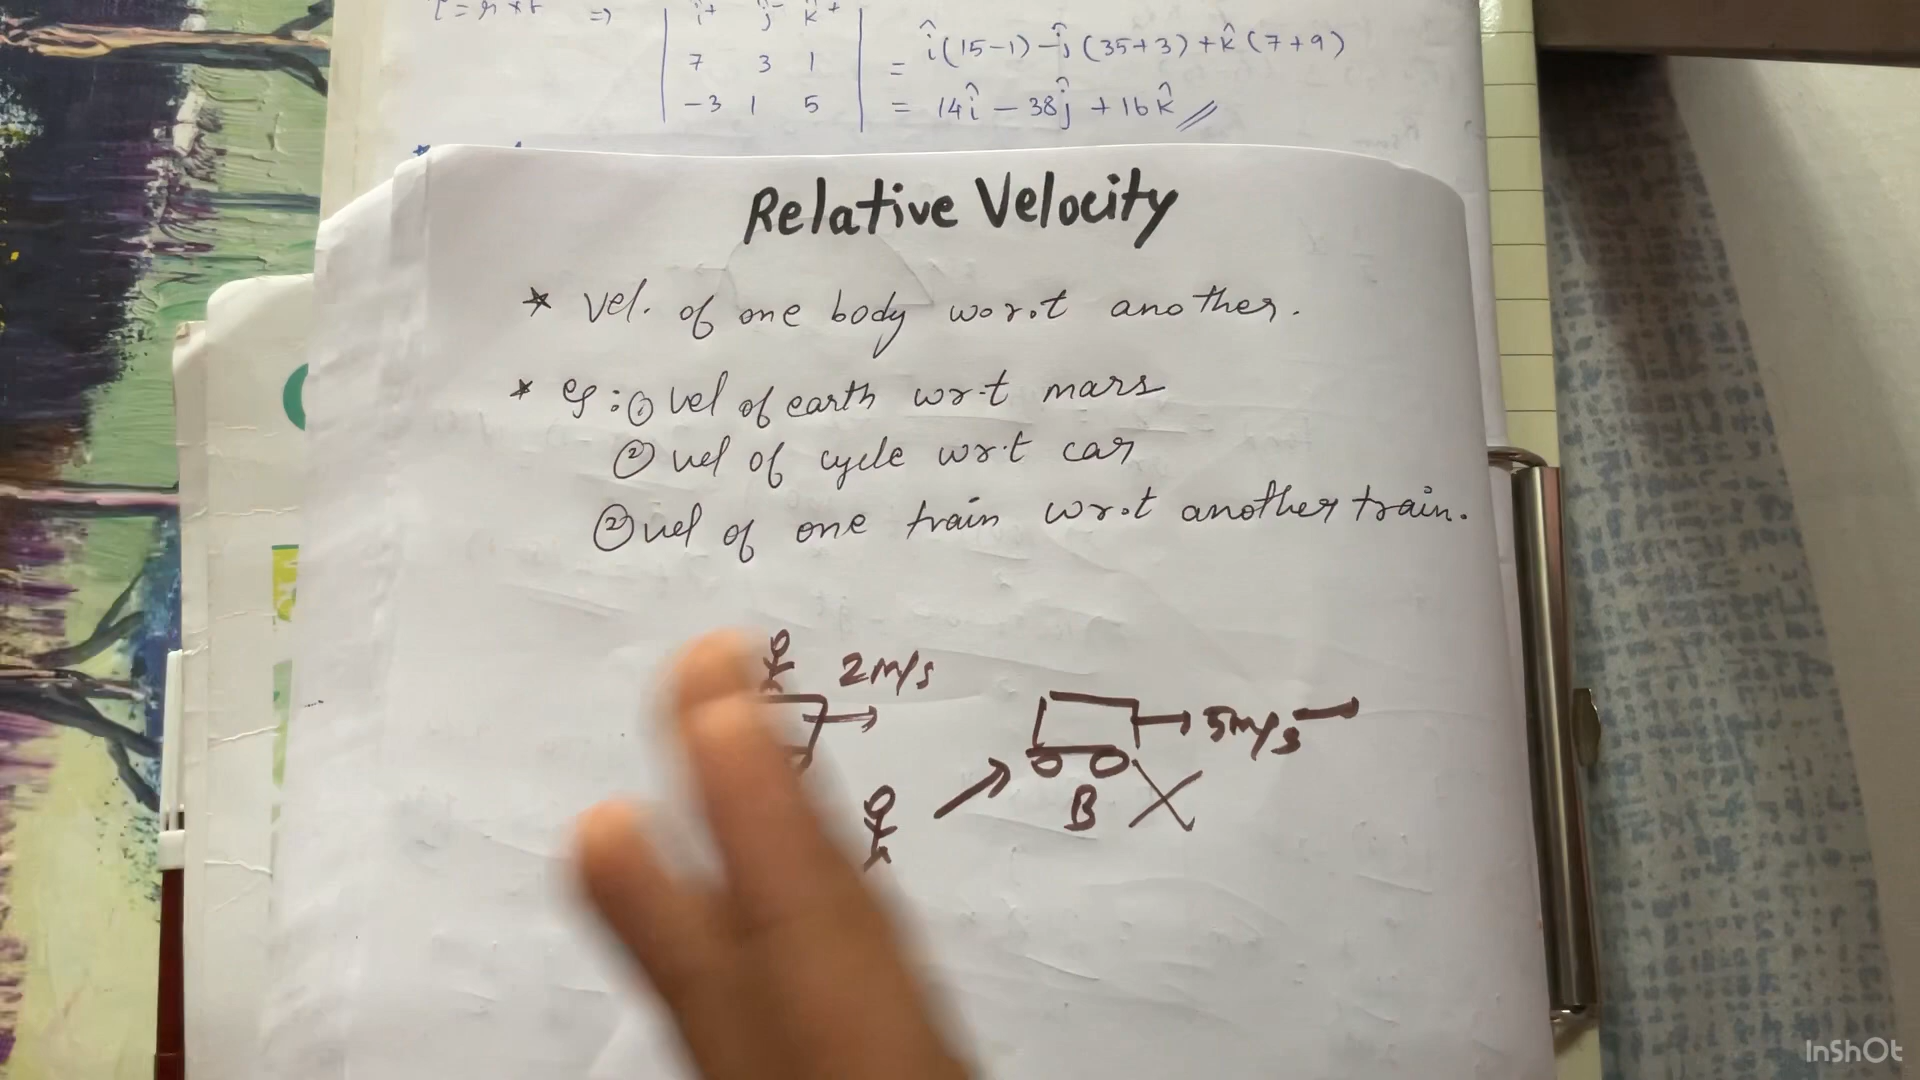 î(15-1) - ĵ(35+3) + k̂(7+9)
7 3 1 =
-3 1 5 = 14î - 38ĵ + 16k̂
Relative Velocity
* Vel. of one body w.r.t another.
* eg: ① vel of earth w.r.t mars
② vel of cycle w.r.t car
② vel of one train w.r.t another train.
2m/s
5m/s
B
InShOt